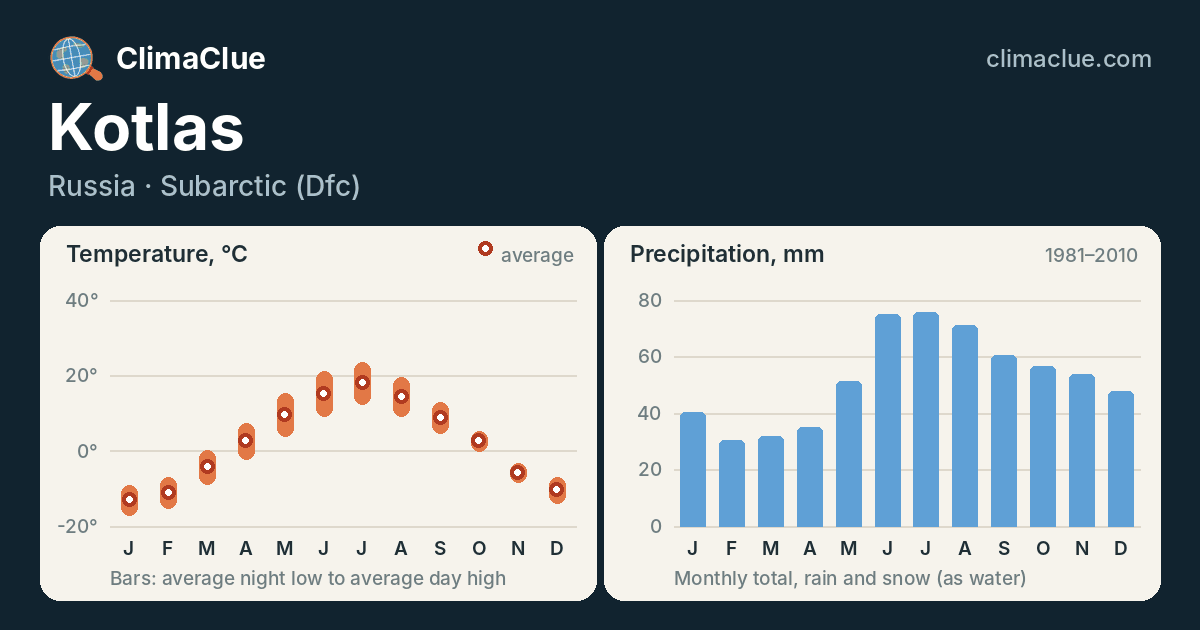 ClimaClue
climaclue.com
Kotlas
Russia · Subarctic (Dfc)
Temperature, °C
average
40°
20°
0°
-20°
J F M A M J J A S O N D
Bars: average night low to average day high
Precipitation, mm
1981–2010
80
60
40
20
0
J F M A M J J A S O N D
Monthly total, rain and snow (as water)